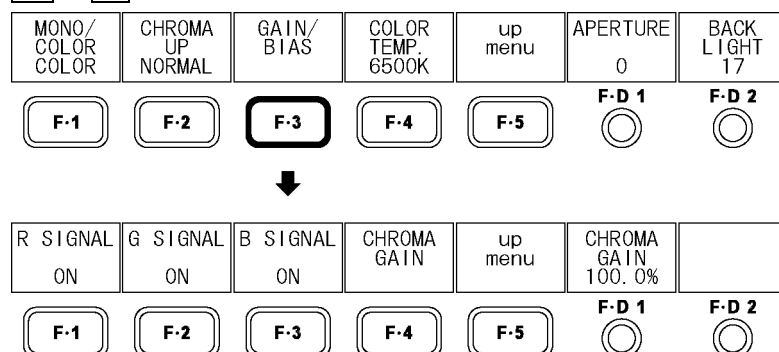 MONO/ COLOR COLOR
CHROMA UP NORMAL
GAIN/ BIAS
COLOR TEMP. 6500K
up menu
APERTURE 0
BACK LIGHT 17
F•1 F•2 F•3 F•4 F•5 F•D 1 F•D 2
R SIGNAL ON
G SIGNAL ON
B SIGNAL ON
CHROMA GAIN
up menu
CHROMA GAIN 100.0%
F•1 F•2 F•3 F•4 F•5 F•D 1 F•D 2